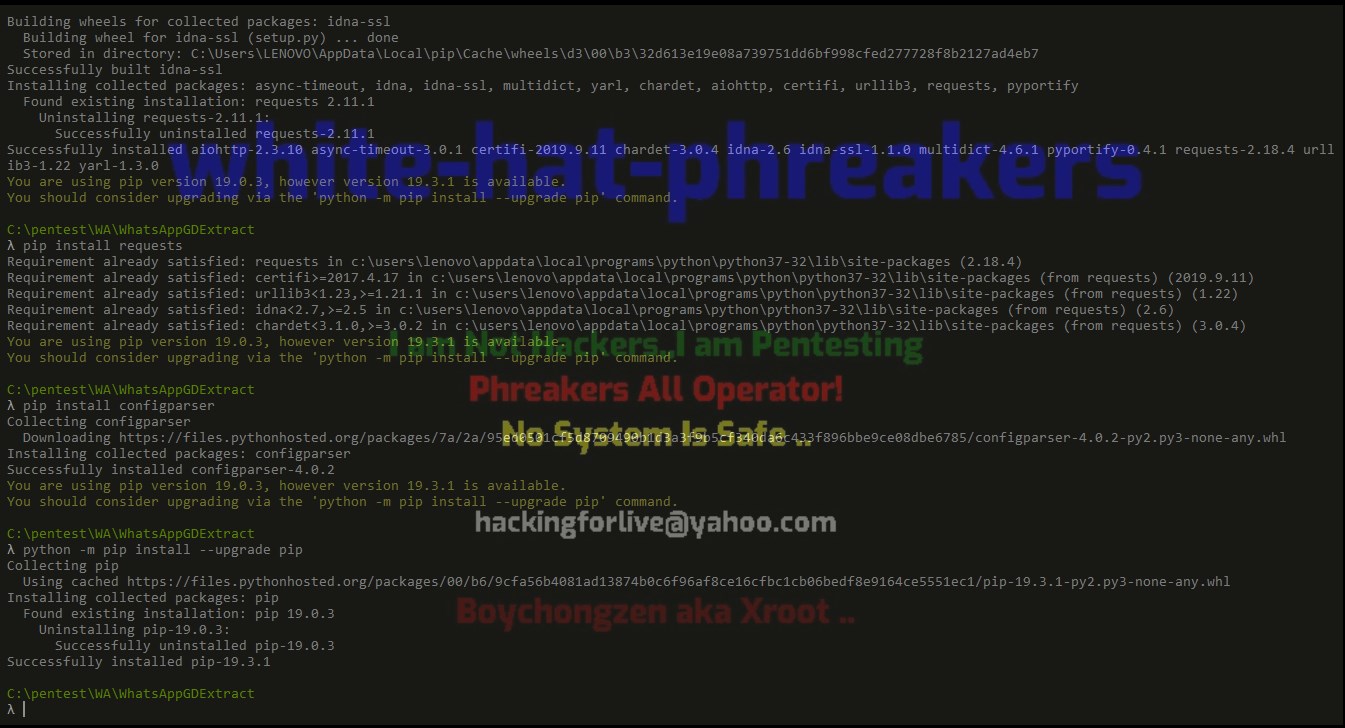 Building wheels for collected packages: idna-ssl
Building wheel for idna-ssl (setup.py) ... done
Stored in directory: C:\Users\LENOVO\AppData\Local\pip\Cache\wheels\d3\00\b3\32d613e19e08a739751dd6bf998cfed277728f8b2127ad4eb7
Successfully built idna-ssl
Installing collected packages: async-timeout, idna, idna-ssl, multidict, yarl, chardet, aiohttp, certifi, urllib3, requests, pyportify
Found existing installation: requests 2.11.1
Uninstalling requests-2.11.1:
Successfully uninstalled requests-2.11.1
Successfully installed aiohttp-2.3.10 async-timeout-3.0.1 certifi-2019.9.11 chardet-3.0.4 idna-2.6 idna-ssl-1.1.0 multidict-4.6.1 pyportify-0.4.1 requests-2.18.4 urll
ib3-1.22 yarl-1.3.0
white-hat-phreakers
You are using pip version 19.0.3, however version 19.3.1 is available.
You should consider upgrading via the 'python -m pip install --upgrade pip' command.
C:\pentest\WA\WhatsAppGDExtract
λ pip install requests
Requirement already satisfied: requests in c:\users\lenovo\appdata\local\programs\python\python37-32\lib\site-packages (2.18.4)
Requirement already satisfied: certifi>=2017.4.17 in c:\users\lenovo\appdata\local\programs\python\python37-32\lib\site-packages (from requests) (2019.9.11)
Requirement already satisfied: urllib3<1.23,>=1.21.1 in c:\users\lenovo\appdata\local\programs\python\python37-32\lib\site-packages (from requests) (1.22)
Requirement already satisfied: idna<2.7,>=2.5 in c:\users\lenovo\appdata\local\programs\python\python37-32\lib\site-packages (from requests) (2.6)
Requirement already satisfied: chardet<3.1.0,>=3.0.2 in c:\users\lenovo\appdata\local\programs\python\python37-32\lib\site-packages (from requests) (3.0.4)
You are using pip version 19.0.3, however version 19.3.1 is available.
I am Not Hackers..I am Pentesting
You should consider upgrading via the 'python -m pip install --upgrade pip' command.
C:\pentest\WA\WhatsAppGDExtract
Phreakers All Operator!
λ pip install configparser
Collecting configparser
No System Is Safe ..
Downloading
Installing collected packages: configparser
Successfully installed configparser-4.0.2
You are using pip version 19.0.3, however version 19.3.1 is available.
You should consider upgrading via the 'python -m pip install --upgrade pip' command.
hackingforlive@yahoo.com
C:\pentest\WA\WhatsAppGDExtract
λ python -m pip install --upgrade pip
Collecting pip
Using cached https://files.pythonhosted.org/packages/00/b6/9cfa56b4081ad13874b0c6f96af8ce16cfbc1cb06bedf8e9164ce5551ec1/pip-19.3.1-py2.py3-none-any.whl
Installing collected packages: pip
Found existing installation: pip 19.0.3
Boychongzen aka Xroot ..
Uninstalling pip-19.0.3:
Successfully uninstalled pip-19.0.3
Successfully installed pip-19.3.1
C:\pentest\WA\WhatsAppGDExtract
λ